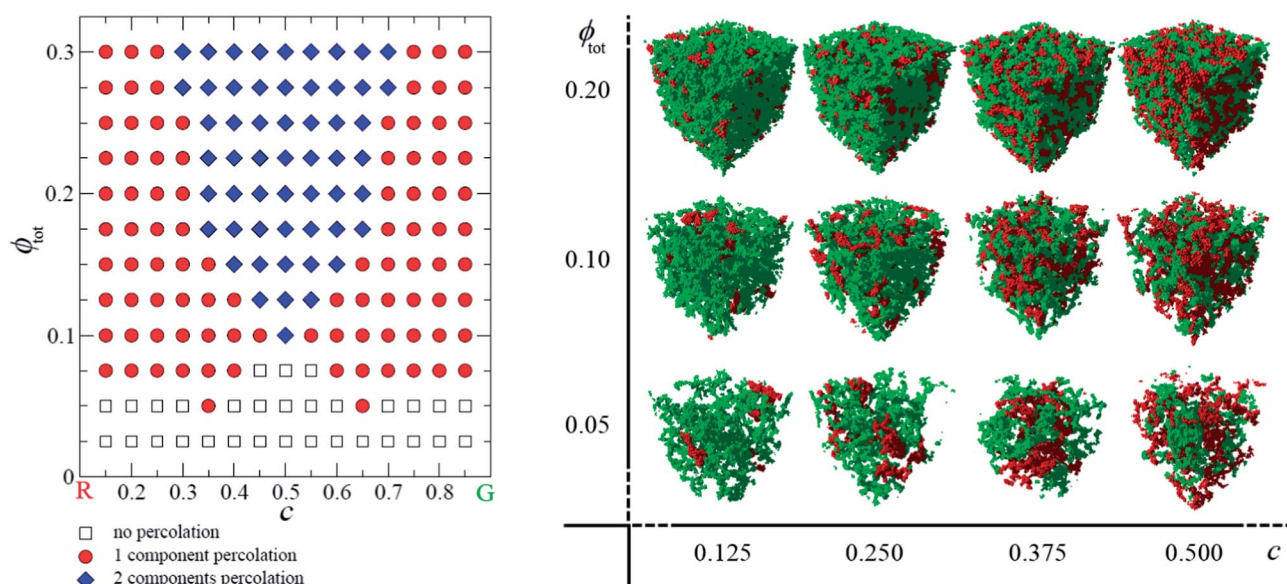 0.3
0.2
0.1
0
ϕtot
R 0.2 0.3 0.4 0.5 0.6 0.7 0.8 G
c
no percolation
1 component percolation
2 components percolation
ϕtot
0.20
0.10
0.05
0.125 0.250 0.375 0.500 c